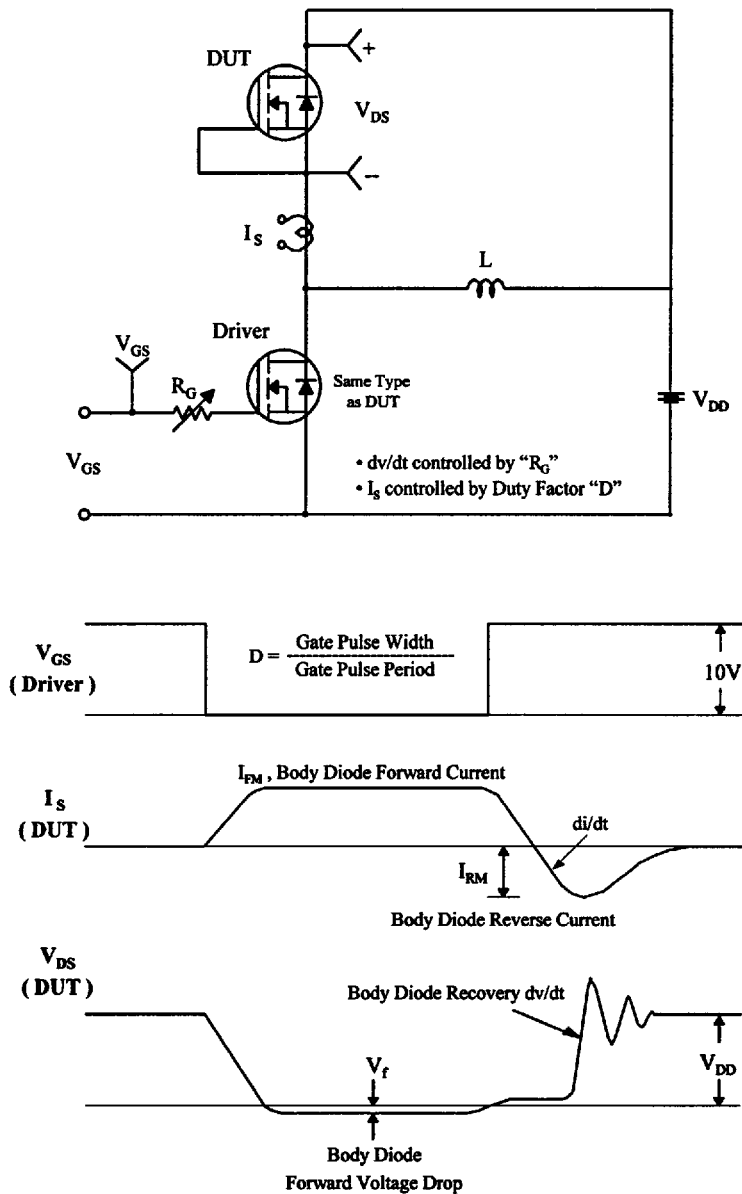 DUT
+
V_DS
--
I_S
L
Driver
V_GS
R_G
Same Type
as DUT
V_DD
V_GS
• dv/dt controlled by “R_G”
• I_S controlled by Duty Factor “D”
V_GS
( Driver )
D = Gate Pulse Width
Gate Pulse Period
10V
I_FM , Body Diode Forward Current
I_S
( DUT )
di/dt
I_RM
Body Diode Reverse Current
V_DS
( DUT )
Body Diode Recovery dv/dt
V_f
V_DD
Body Diode
Forward Voltage Drop